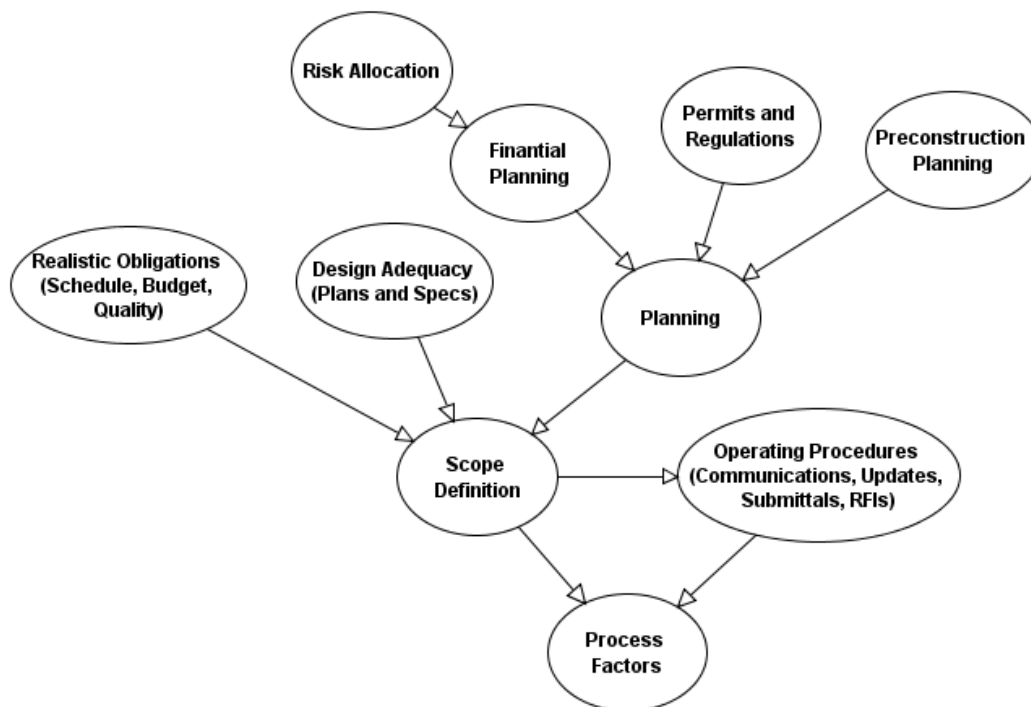 Risk Allocation
Finantial
Planning
Permits and
Regulations
Preconstruction
Planning
Realistic Obligations
(Schedule, Budget,
Quality)
Design Adequacy
(Plans and Specs)
Planning
Scope
Definition
Operating Procedures
(Communications, Updates,
Submittals, RFIs)
Process
Factors